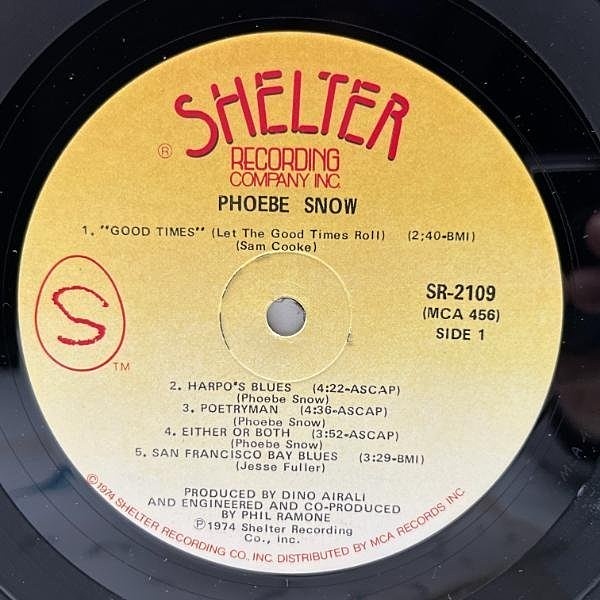 SHELTER
®
RECORDING
COMPANY INC.
PHOEBE SNOW
1. "GOOD TIMES" (Let The Good Times Roll) (2;40-BMI)
(Sam Cooke)
S
TM
SR-2109
(MCA 456)
SIDE 1
2. HARPO'S BLUES (4:22-ASCAP)
(Phoebe Snow)
3. POETRYMAN (4:36-ASCAP)
(Phoebe Snow)
4. EITHER OR BOTH (3:52-ASCAP)
(Phoebe Snow)
5. SAN FRANCISCO BAY BLUES (3:29-BMI)
(Jesse Fuller)
PRODUCED BY DINO AIRALI
AND ENGINEERED AND CO-PRODUCED
BY PHIL RAMONE
℗1974 Shelter Recording
Co., inc.
©1974 SHELTER RECORDING CO., INC. DISTRIBUTED BY MCA RECORDS INC.